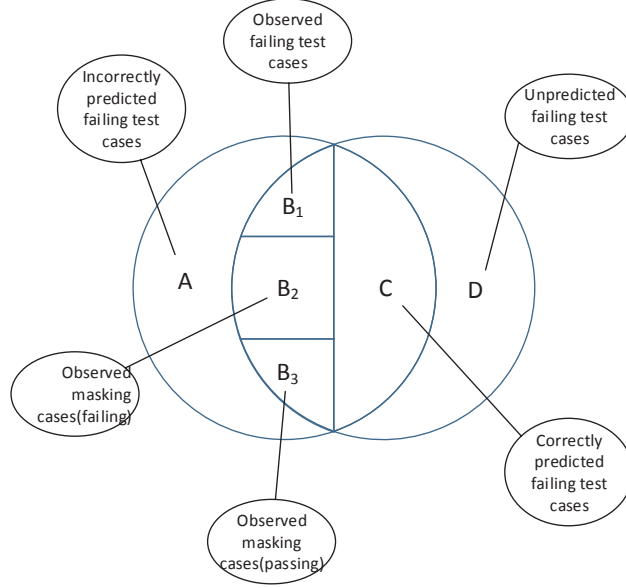 Observed
failing test
cases
Incorrectly
predicted
failing test
cases
Unpredicted
failing test
cases
B₁
A
B₂
C
D
B₃
Observed
masking
cases(failing)
Correctly
predicted
failing test
cases
Observed
masking
cases(passing)